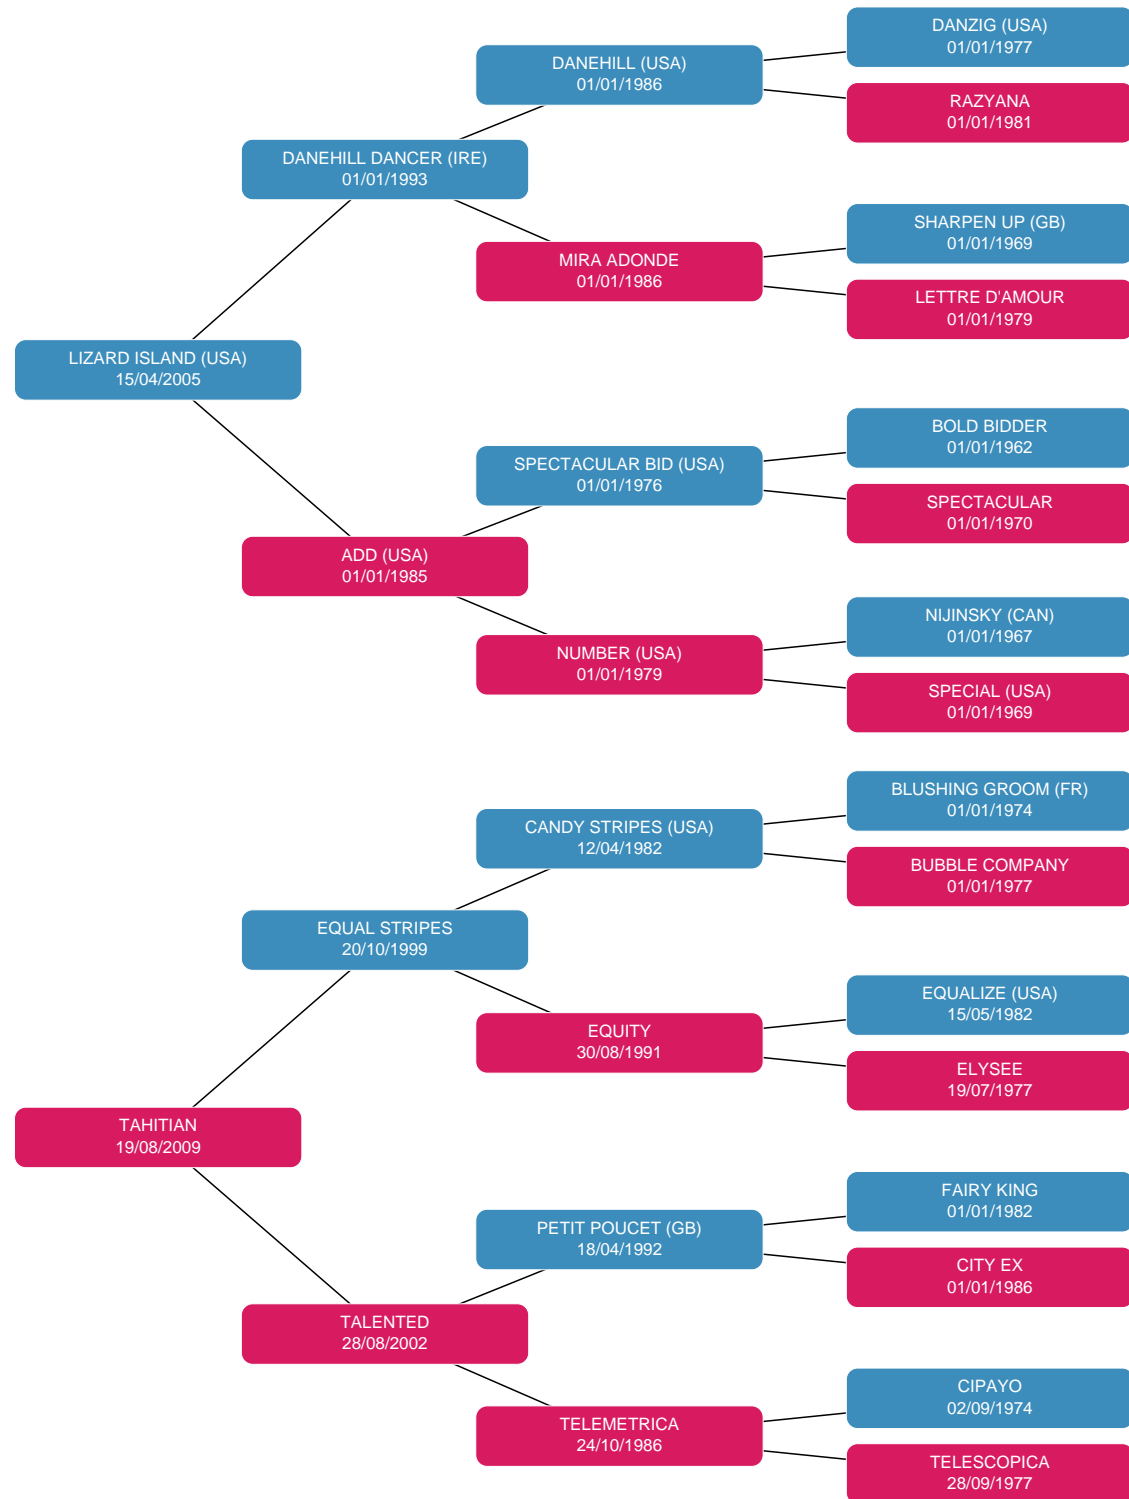 DANZIG (USA)
01/01/1977
DANEHILL (USA)
01/01/1986
RAZYANA
01/01/1981
DANEHILL DANCER (IRE)
01/01/1993
SHARPEN UP (GB)
01/01/1969
MIRA ADONDE
01/01/1986
LETTRE D'AMOUR
01/01/1979
LIZARD ISLAND (USA)
15/04/2005
BOLD BIDDER
01/01/1962
SPECTACULAR BID (USA)
01/01/1976
SPECTACULAR
01/01/1970
ADD (USA)
01/01/1985
NIJINSKY (CAN)
01/01/1967
NUMBER (USA)
01/01/1979
SPECIAL (USA)
01/01/1969
BLUSHING GROOM (FR)
01/01/1974
CANDY STRIPES (USA)
12/04/1982
BUBBLE COMPANY
01/01/1977
EQUAL STRIPES
20/10/1999
EQUALIZE (USA)
15/05/1982
EQUITY
30/08/1991
ELYSEE
19/07/1977
TAHITIAN
19/08/2009
FAIRY KING
01/01/1982
PETIT POUCET (GB)
18/04/1992
CITY EX
01/01/1986
TALENTED
28/08/2002
CIPAYO
02/09/1974
TELEMETRICA
24/10/1986
TELESCOPICA
28/09/1977